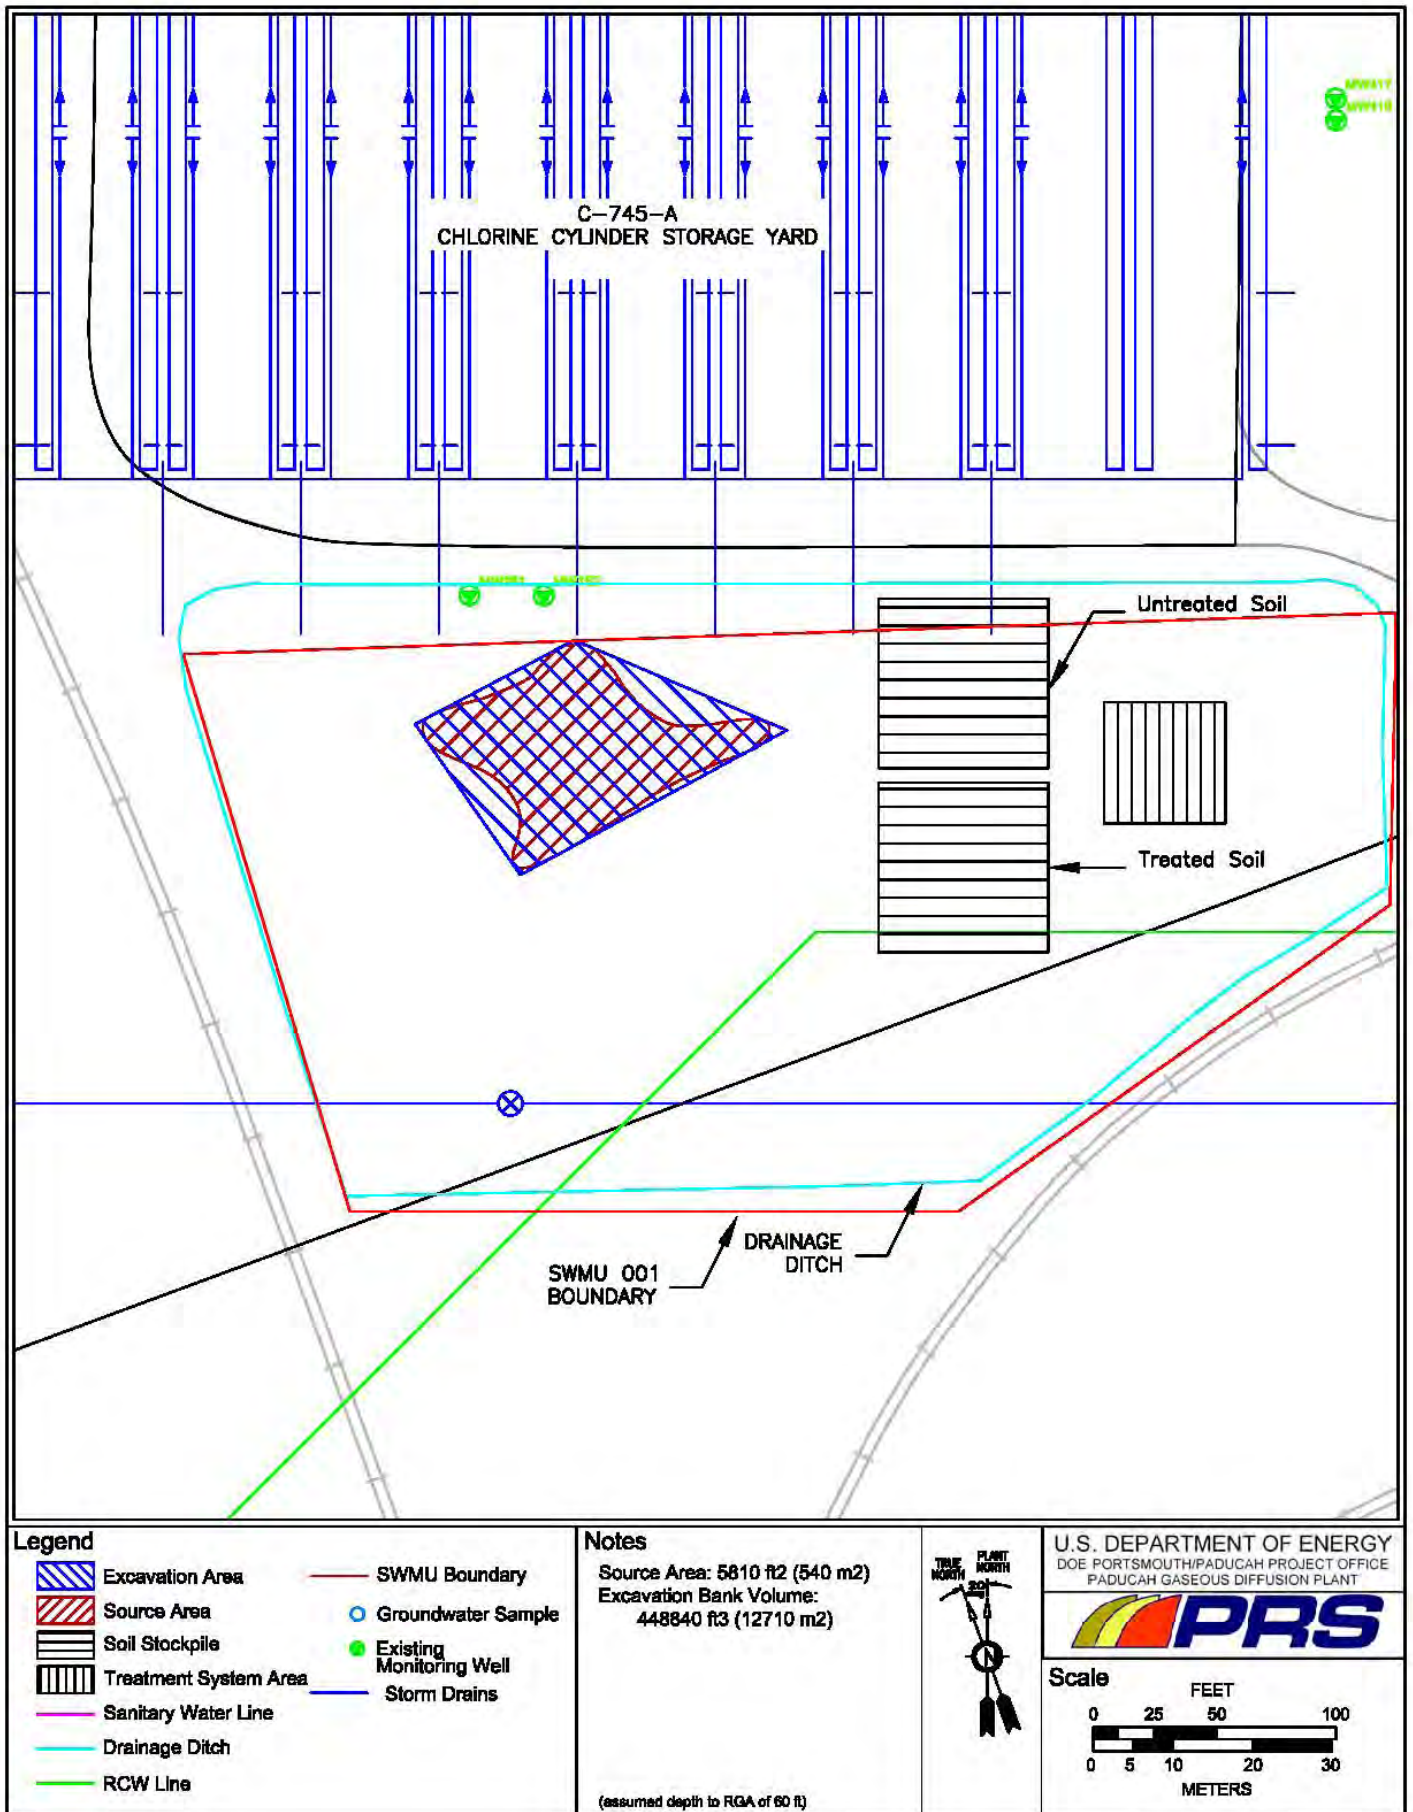 MW417
C-745-A
CHLORINE CYLINDER STORAGE YARD
Untreated Soil
Treated Soil
DRAINAGE
DITCH
SWMU 001
BOUNDARY
Legend
Excavation Area
Source Area
Soil Stockpile
Treatment System Area
Sanitary Water Line
Drainage Ditch
RCW Line
SWMU Boundary
Groundwater Sample
Existing
Monitoring Well
Storm Drains
Notes
Source Area: 5810 ft2 (540 m2)
Excavation Bank Volume:
448840 ft3 (12710 m2)
(assumed depth to RGA of 60 ft)
TRUE
NORTH
PLANT
NORTH
20
N
U.S. DEPARTMENT OF ENERGY
DOE PORTSMOUTH/PADUCAH PROJECT OFFICE
PADUCAH GASEOUS DIFFUSION PLANT
PRS
Scale
FEET
0 25 50 100
0 5 10 20 30
METERS